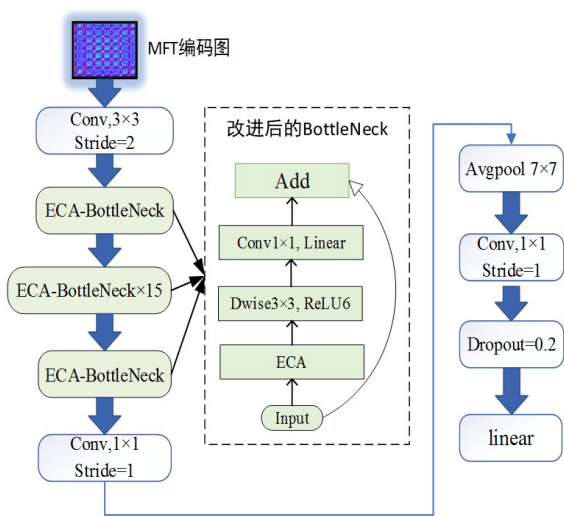 MFT编码图
Conv,3×3
Stride=2
ECA-BottleNeck
ECA-BottleNeck×15
ECA-BottleNeck
Conv,1×1
Stride=1
改进后的BottleNeck
Add
Conv1×1, Linear
Dwise3×3, ReLU6
ECA
Input
Avgpool 7×7
Conv,1×1
Stride=1
Dropout=0.2
linear